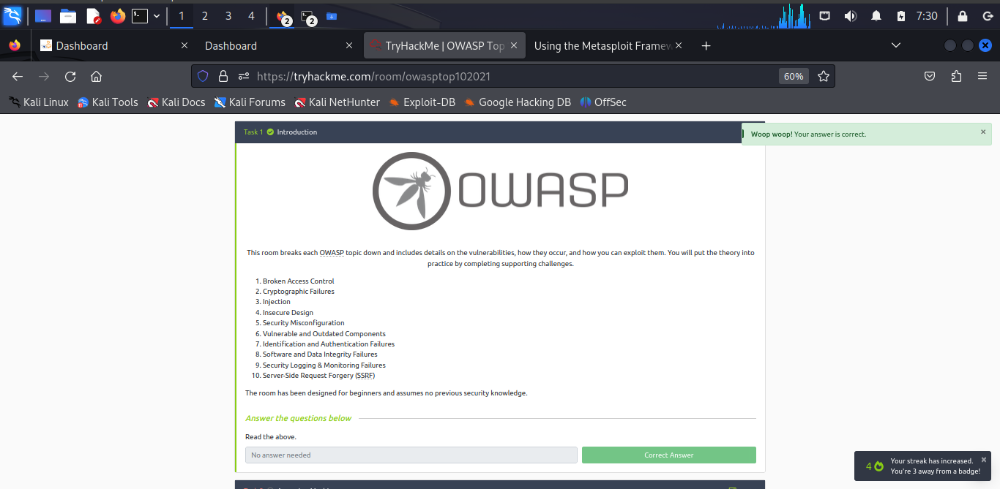 1 2 3 4 2 2 7:30
Dashboard Dashboard TryHackMe | OWASP Top Using the Metasploit Framew
https://tryhackme.com/room/owasptop102021 60%
Kali Linux Kali Tools Kali Docs Kali Forums Kali NetHunter Exploit-DB Google Hacking DB OffSec
Task 1 Introduction
Woop woop! Your answer is correct.
OWASP
This room breaks each OWASP topic down and includes details on the vulnerabilities, how they occur, and how you can exploit them. You will put the theory into
practice by completing supporting challenges.
1. Broken Access Control
2. Cryptographic Failures
3. Injection
4. Insecure Design
5. Security Misconfiguration
6. Vulnerable and Outdated Components
7. Identification and Authentication Failures
8. Software and Data Integrity Failures
9. Security Logging & Monitoring Failures
10. Server-Side Request Forgery (SSRF)
The room has been designed for beginners and assumes no previous security knowledge.
Answer the questions below
Read the above.
No answer needed Correct Answer
4 Your streak has increased.
You're 3 away from a badge!